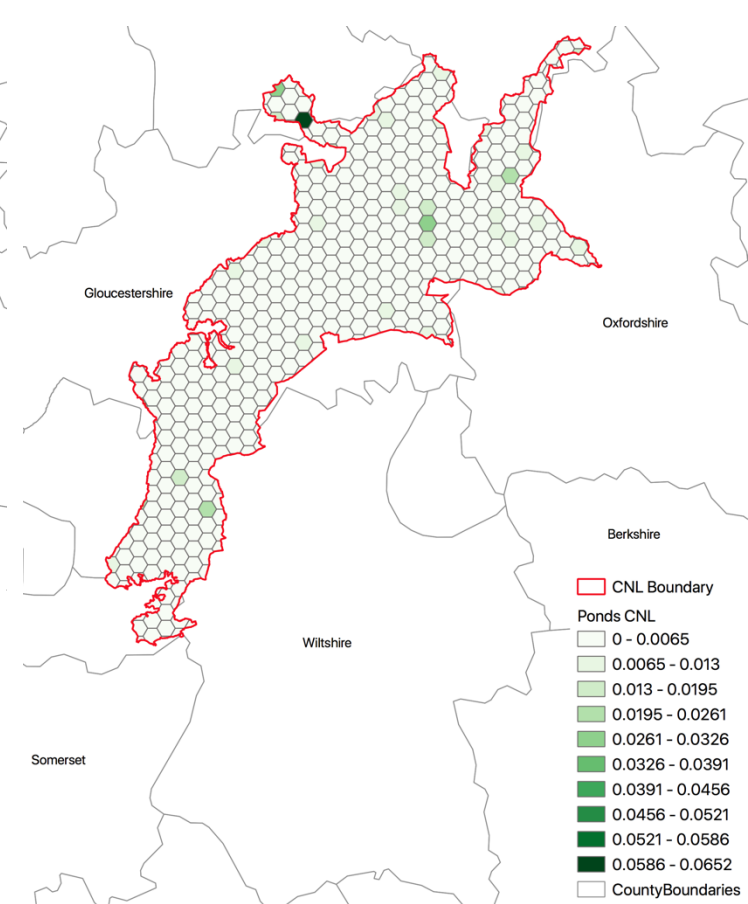 Gloucestershire
Oxfordshire
Berkshire
Wiltshire
Somerset
CNL Boundary
Ponds CNL
0 - 0.0065
0.0065 - 0.013
0.013 - 0.0195
0.0195 - 0.0261
0.0261 - 0.0326
0.0326 - 0.0391
0.0391 - 0.0456
0.0456 - 0.0521
0.0521 - 0.0586
0.0586 - 0.0652
CountyBoundaries